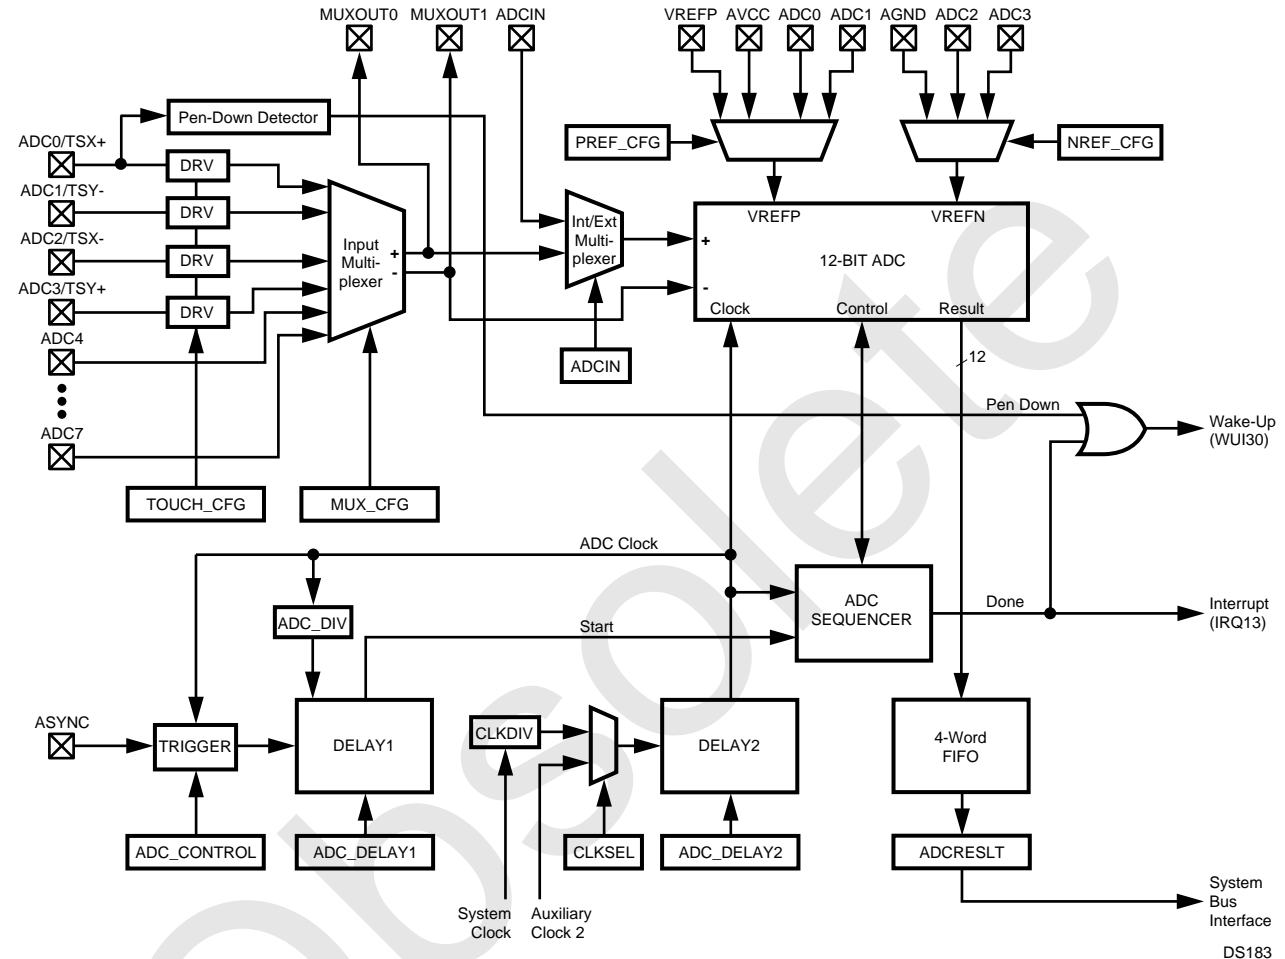 MUXOUT0 MUXOUT1 ADCIN VREFP AVCC ADC0 ADC1 AGND ADC2 ADC3
Pen-Down Detector
PREF_CFG
NREF_CFG
ADC0/TSX+
DRV
ADC1/TSY-
DRV
ADC2/TSX-
DRV
ADC3/TSY+
DRV
ADC4
ADC7
Input
Multi-
plexer
+
-
Int/Ext
Multi-
plexer
ADCIN
VREFP VREFN
+
12-BIT ADC
-
Clock Control Result
12
Pen Down
Wake-Up
(WUI30)
TOUCH_CFG
MUX_CFG
ADC Clock
ADC_DIV
Start
ADC
SEQUENCER
Done
Interrupt
(IRQ13)
ASYNC
TRIGGER
DELAY1
CLKDIV
DELAY2
4-Word
FIFO
ADC_CONTROL
ADC_DELAY1
CLKSEL
ADC_DELAY2
ADCRESLT
System
Clock
Auxiliary
Clock 2
System
Bus
Interface
DS183
Obsolete